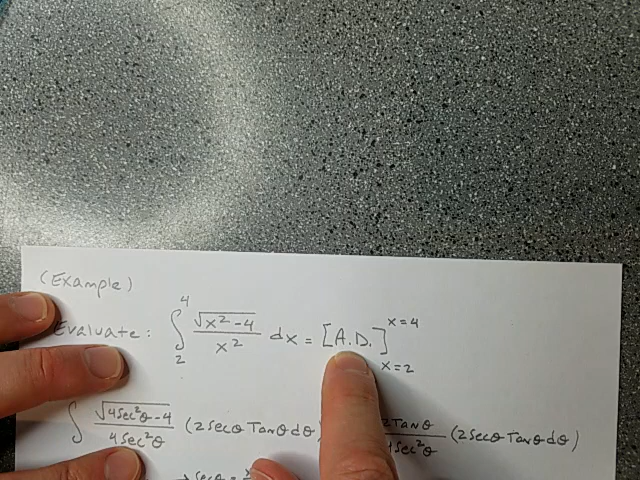 (Example)
Evaluate: ∫₂⁴ √(x²-4)/x² dx = [A.D.] x=4 x=2
∫ √(4Sec²θ-4)/4Sec²θ (2Secθ Tanθ dθ) 2Tanθ/4Sec²θ (2Secθ Tanθ dθ)
→ Secθ =